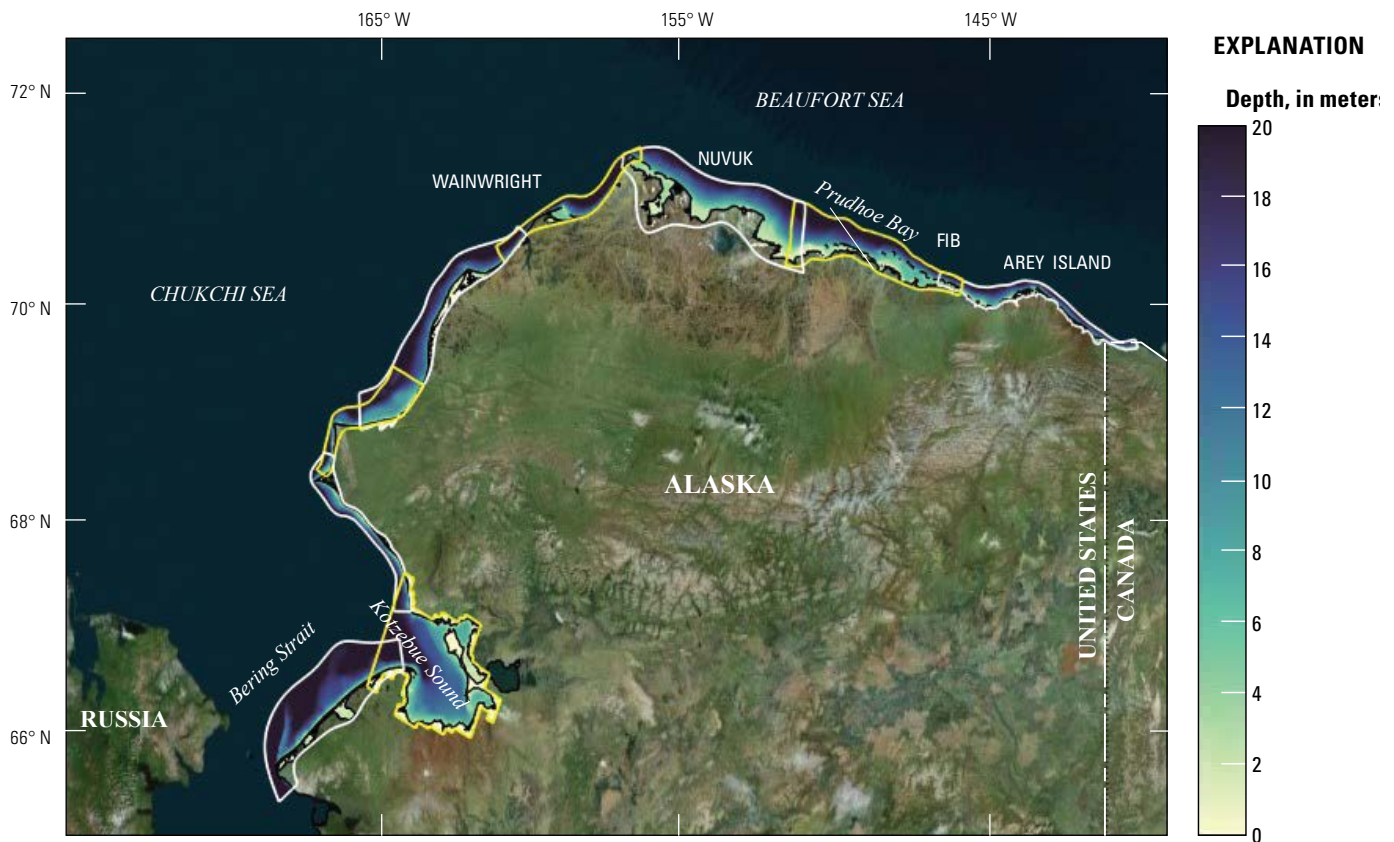 165° W
155° W
145° W
EXPLANATION
Depth, in meters
72° N
70° N
68° N
66° N
BEAUFORT SEA
CHUKCHI SEA
WAINWRIGHT
NUVUK
Prudhoe Bay
FIB
AREY ISLAND
ALASKA
UNITED STATES
CANADA
Kotzebue Sound
Bering Strait
RUSSIA
20
18
16
14
12
10
8
6
4
2
0